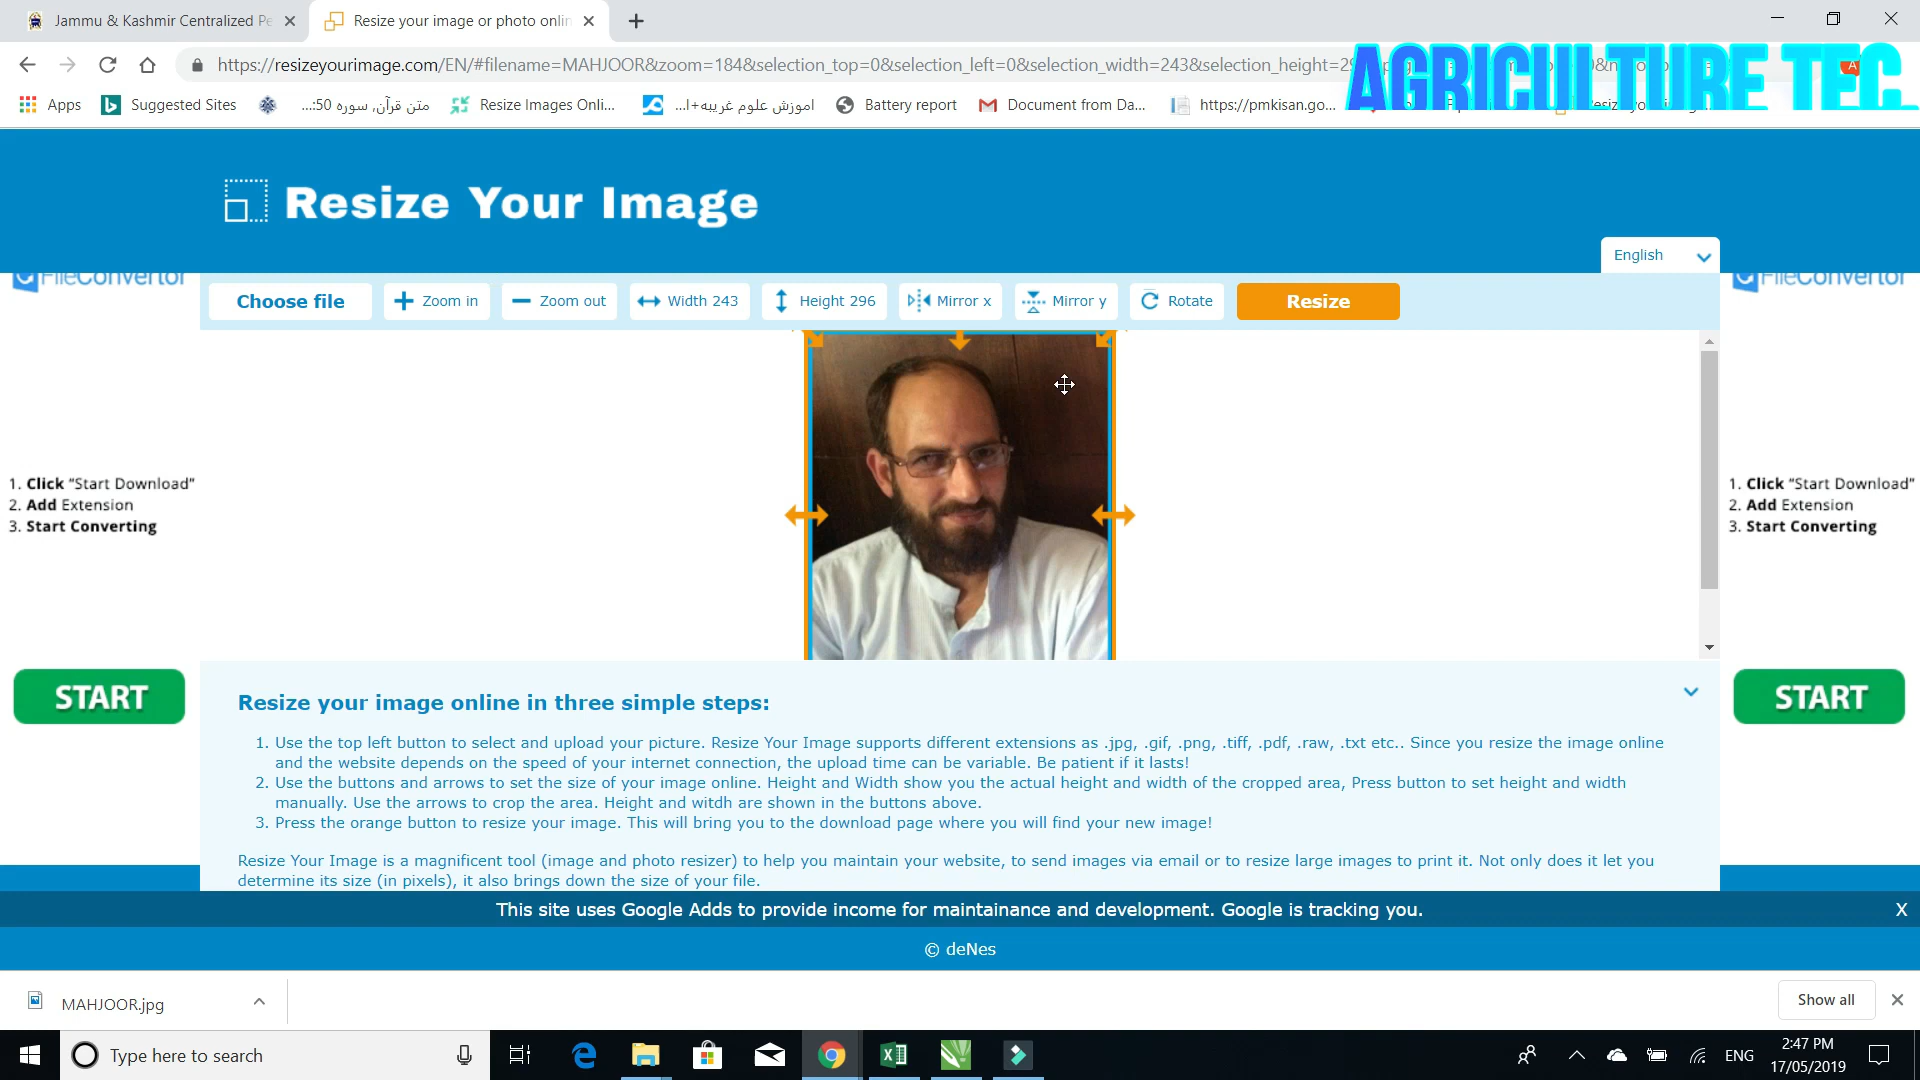 Jammu & Kashmir Centralized Pe
Resize your image or photo onlin
https://resizeyourimage.com/EN/#filename=MAHJOOR&zoom=184&selection_top=0&selection_left=0&selection_width=243&selection_height=29
AGRICULTURE TEC.
Apps
Suggested Sites
متن قرآن, سوره 50:...
Resize Images Onli...
اموزش علوم غریبه+ا...
Battery report
Document from Da...
https://pmkisan.go...
Resize Your Image
English
FileConvertor
FileConvertor
Choose file
Zoom in
Zoom out
Width 243
Height 296
Mirror x
Mirror y
Rotate
Resize
1. Click "Start Download"
2. Add Extension
3. Start Converting
1. Click "Start Download"
2. Add Extension
3. Start Converting
START
START
Resize your image online in three simple steps:
1. Use the top left button to select and upload your picture. Resize Your Image supports different extensions as .jpg, .gif, .png, .tiff, .pdf, .raw, .txt etc.. Since you resize the image online
and the website depends on the speed of your internet connection, the upload time can be variable. Be patient if it lasts!
2. Use the buttons and arrows to set the size of your image online. Height and Width show you the actual height and width of the cropped area, Press button to set height and width
manually. Use the arrows to crop the area. Height and witdh are shown in the buttons above.
3. Press the orange button to resize your image. This will bring you to the download page where you will find your new image!
Resize Your Image is a magnificent tool (image and photo resizer) to help you maintain your website, to send images via email or to resize large images to print it. Not only does it let you
determine its size (in pixels), it also brings down the size of your file.
This site uses Google Adds to provide income for maintainance and development. Google is tracking you.
X
© deNes
MAHJOOR.jpg
Show all
Type here to search
ENG
2:47 PM
17/05/2019